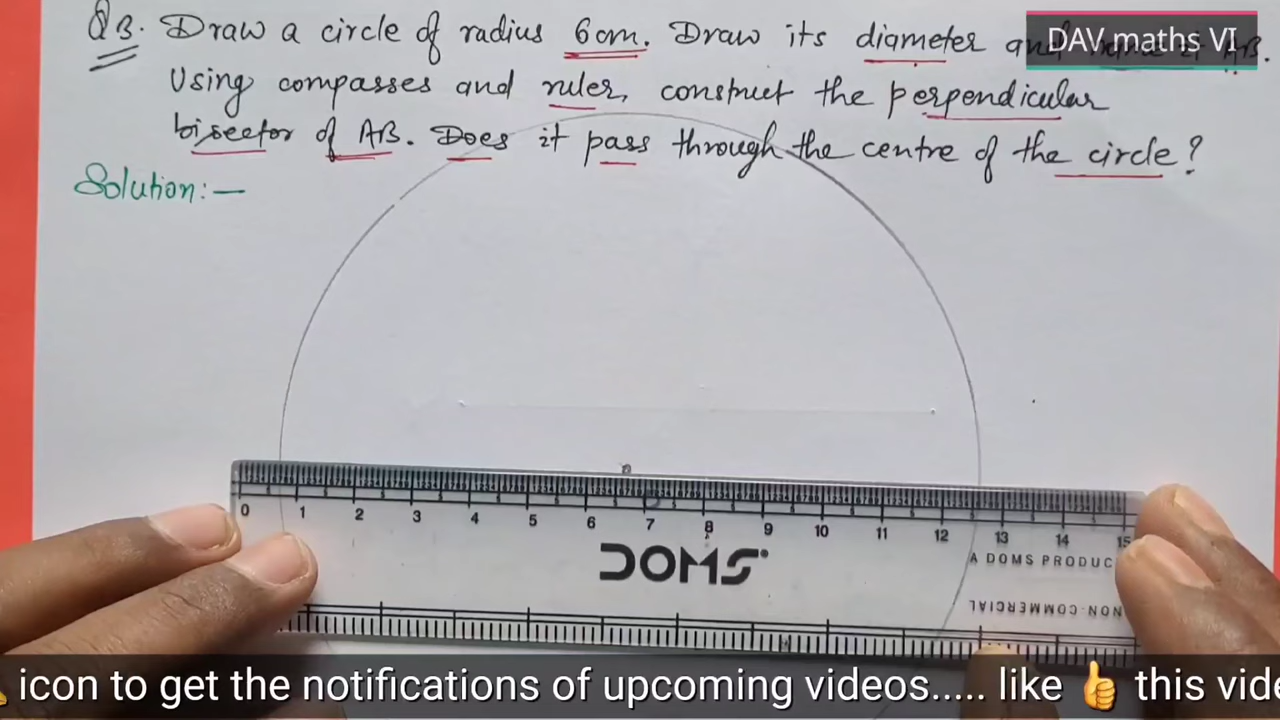 Q3. Draw a circle of radius 6cm. Draw its diameter and AB.
DAV maths VI
Using compasses and ruler, construct the perpendicular
bisector of AB. Does it pass through the centre of the circle?
Solution:-
0 1 2 3 4 5 6 7 8 9 10 11 12 13 14 15
DOMS
A DOMS PRODUC
NON-COMMERCIAL
icon to get the notifications of upcoming videos..... like 👍 this vide